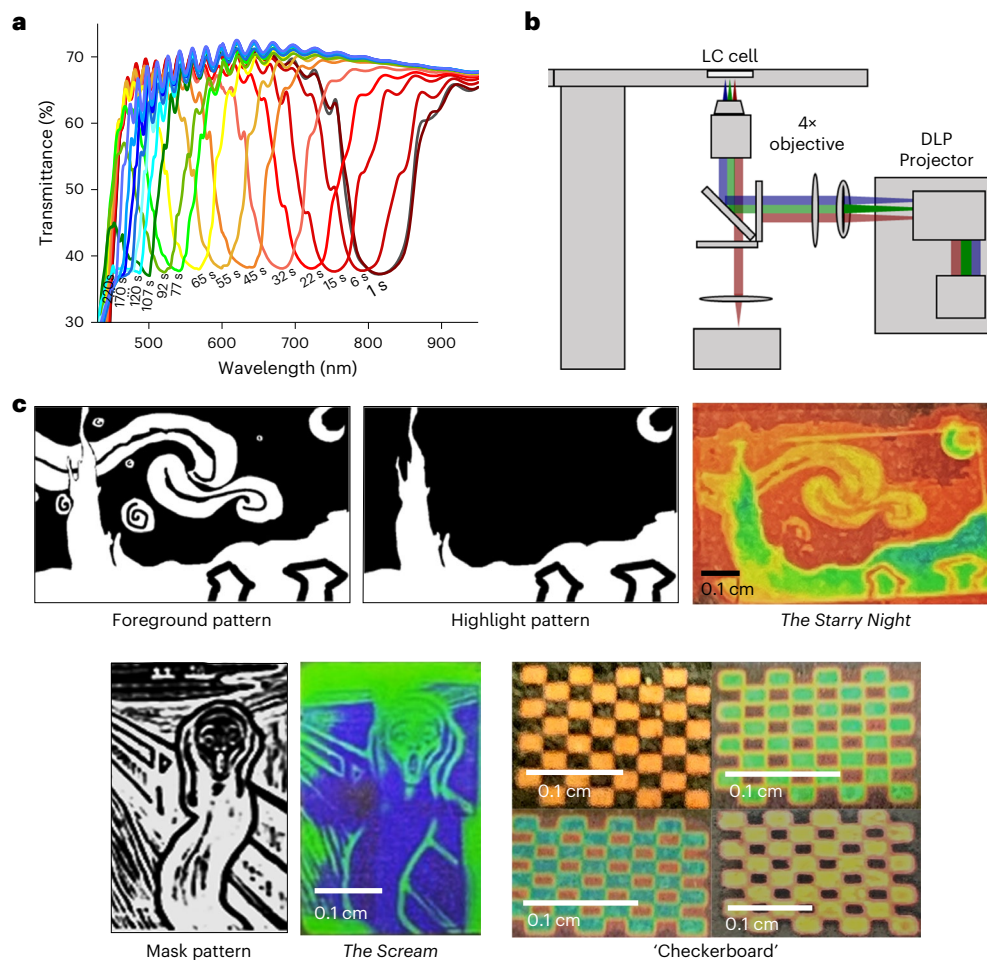 a
70
60
50
40
30
Transmittance (%)
220s
170 s
120 s
107 s
92 s
77 s
65 s
55 s
45 s
32 s
22 s
15 s
6 s
1 s
500
600
700
800
900
Wavelength (nm)
b
LC cell
4×
objective
DLP
Projector
c
Foreground pattern
Highlight pattern
0.1 cm
The Starry Night
Mask pattern
0.1 cm
The Scream
0.1 cm
0.1 cm
0.1 cm
0.1 cm
‘Checkerboard’